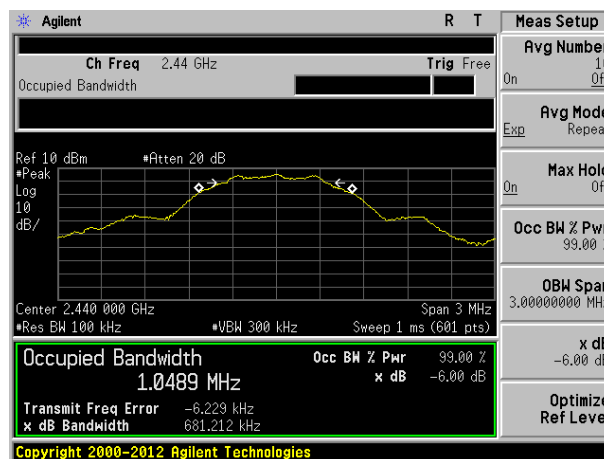 Agilent R T
Meas Setup
Ch Freq 2.44 GHz Trig Free
Occupied Bandwidth
Ref 10 dBm #Atten 20 dB
#Peak
Log
10
dB/
Center 2.440 000 GHz Span 3 MHz
#Res BW 100 kHz #VBW 300 kHz Sweep 1 ms (601 pts)
Occupied Bandwidth
1.0489 MHz
Occ BW % Pwr 99.00 %
x dB -6.00 dB
Transmit Freq Error -6.229 kHz
x dB Bandwidth 681.212 kHz
Avg Number
On
Avg Mode
Exp
Max Hold
On
Occ BW % Pwr
99.00
OBW Span
3.00000000
x dB
-6.00
Optimize
Ref Level
Copyright 2000-2012 Agilent Technologies